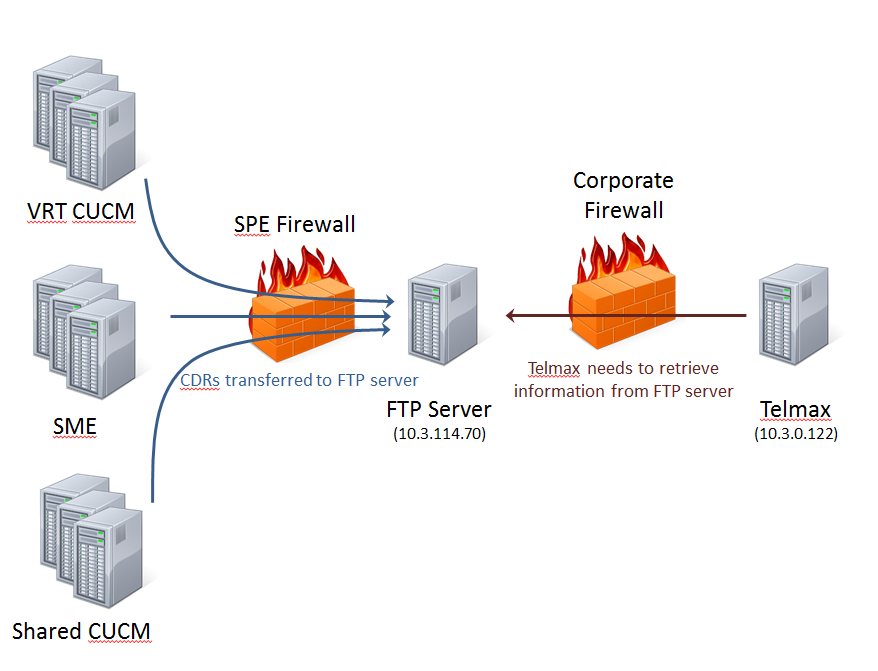 VRT CUCM
SPE Firewall
Corporate
Firewall
CDRs transferred to FTP server
Telmax needs to retrieve
information from FTP server
SME
FTP Server
(10.3.114.70)
Telmax
(10.3.0.122)
Shared CUCM